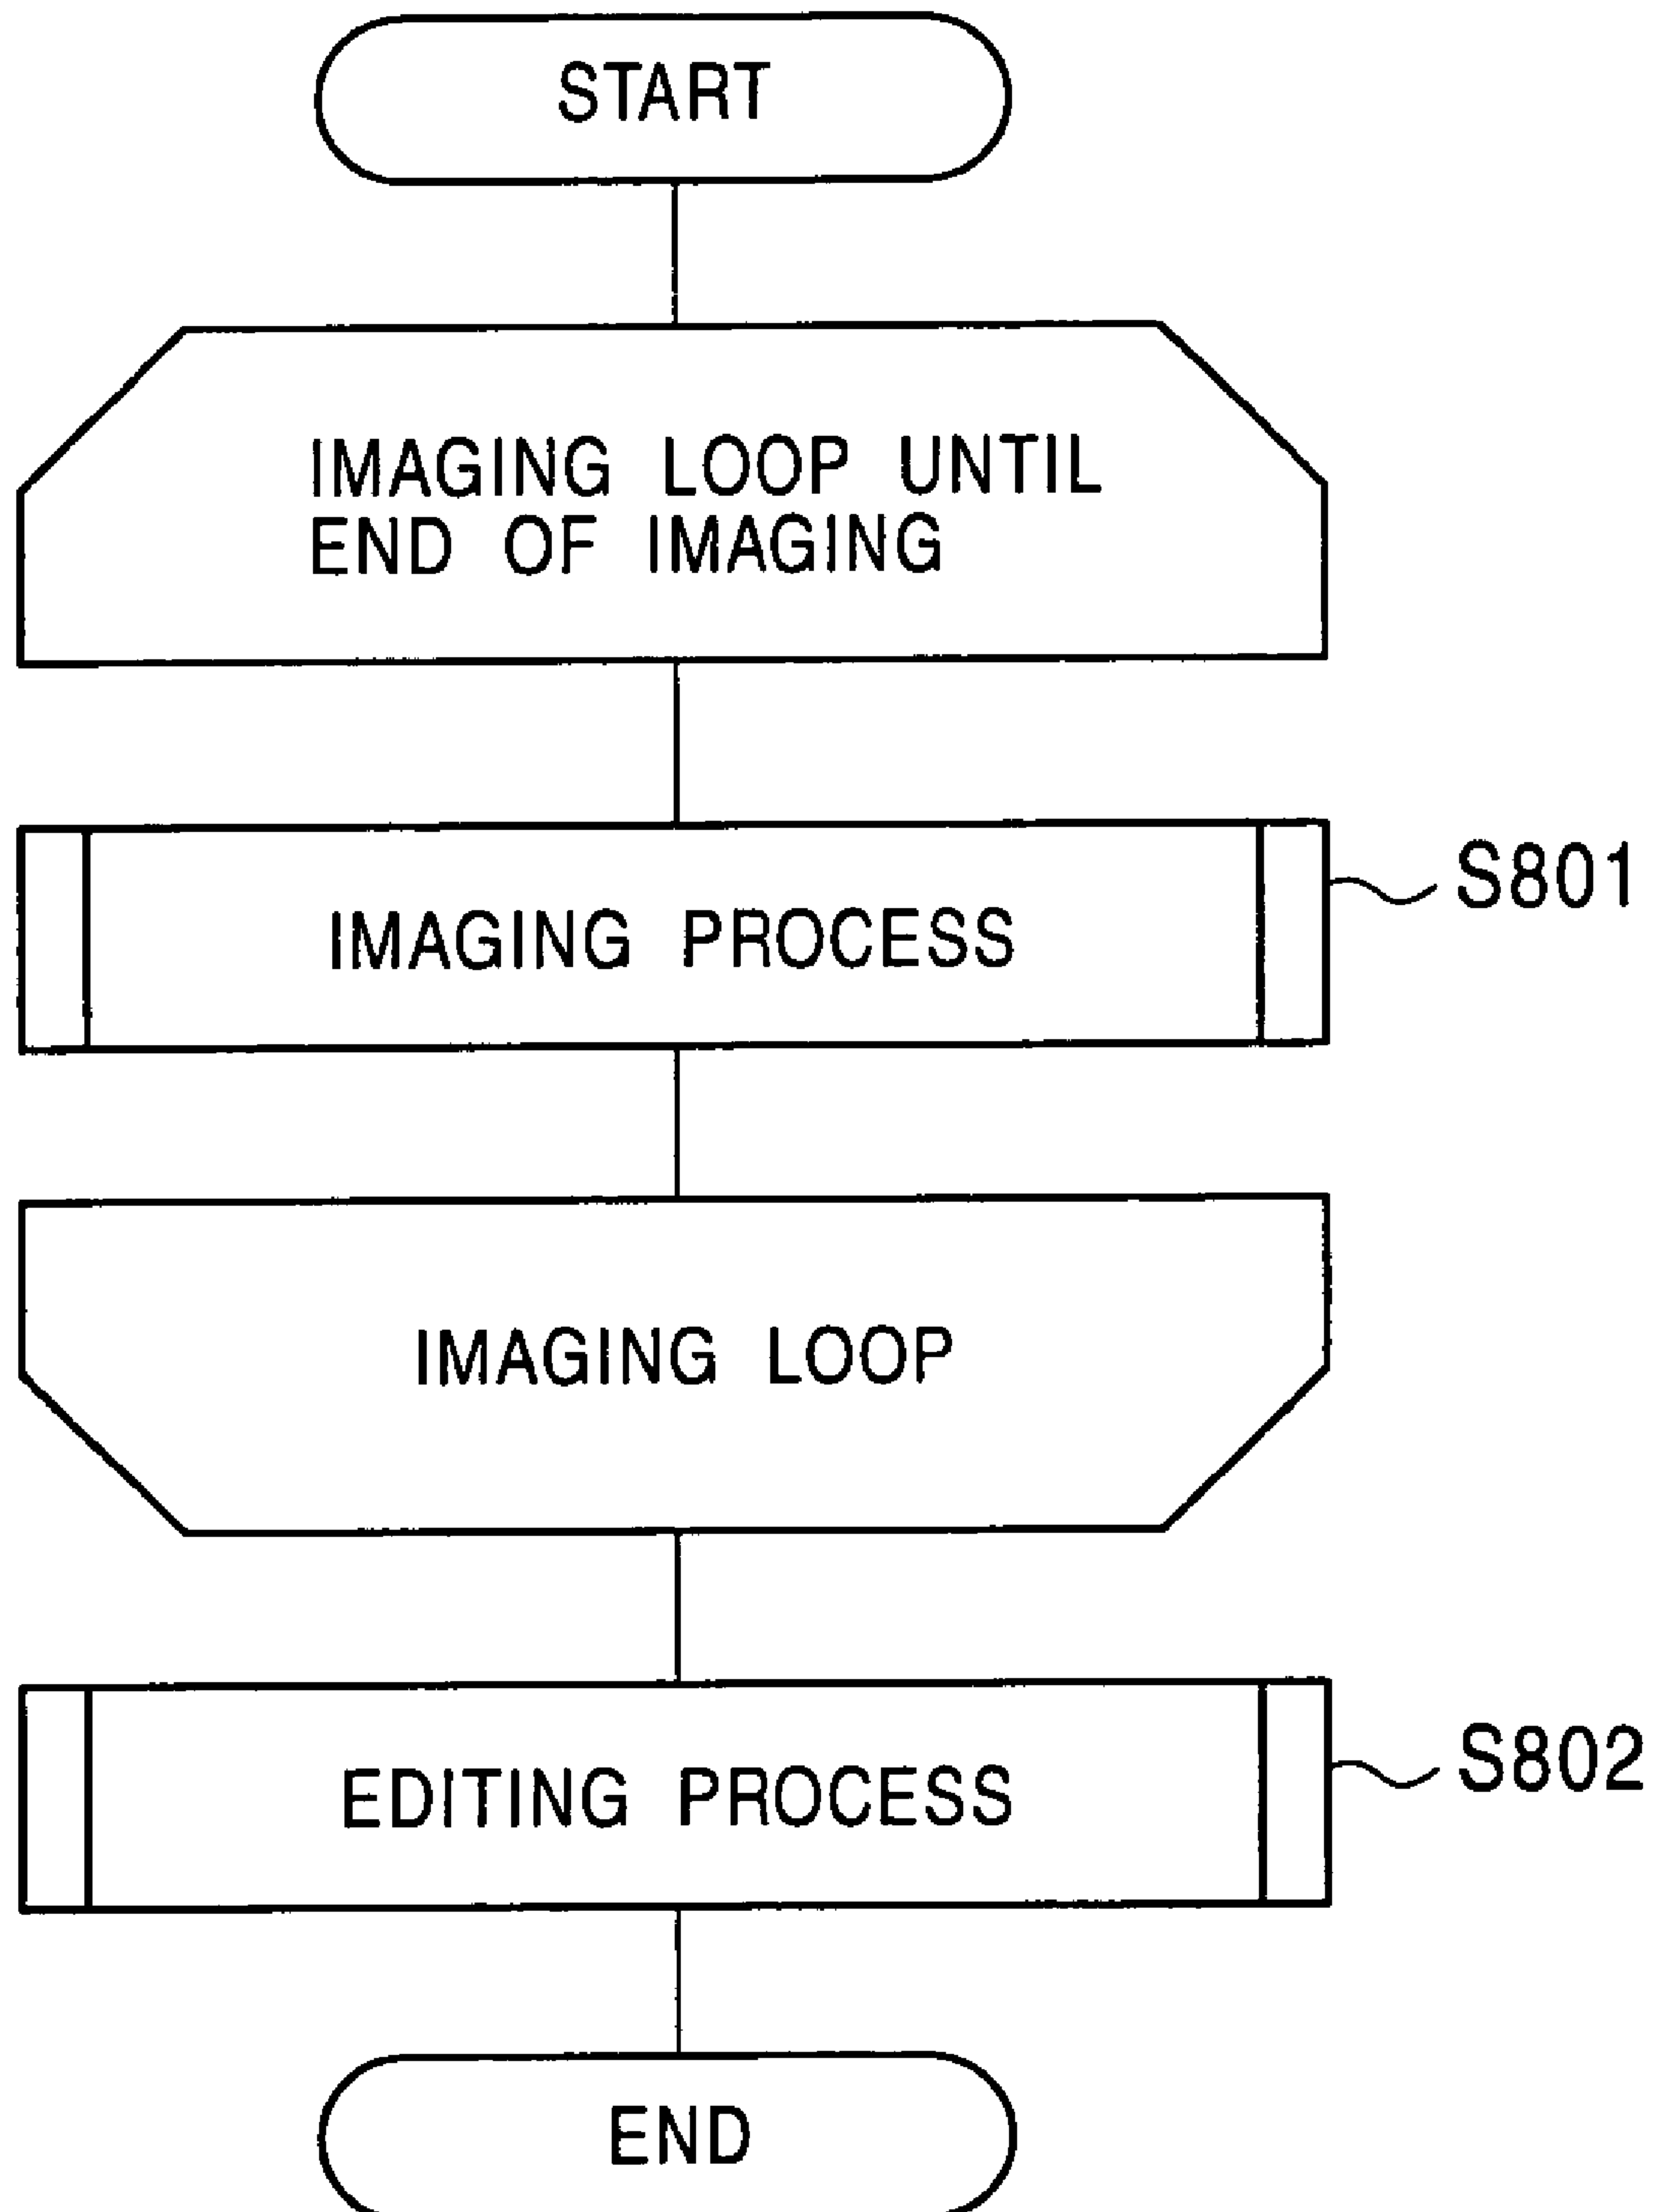 START
IMAGING LOOP UNTIL
END OF IMAGING
IMAGING PROCESS
S801
IMAGING LOOP
EDITING PROCESS
S802
END